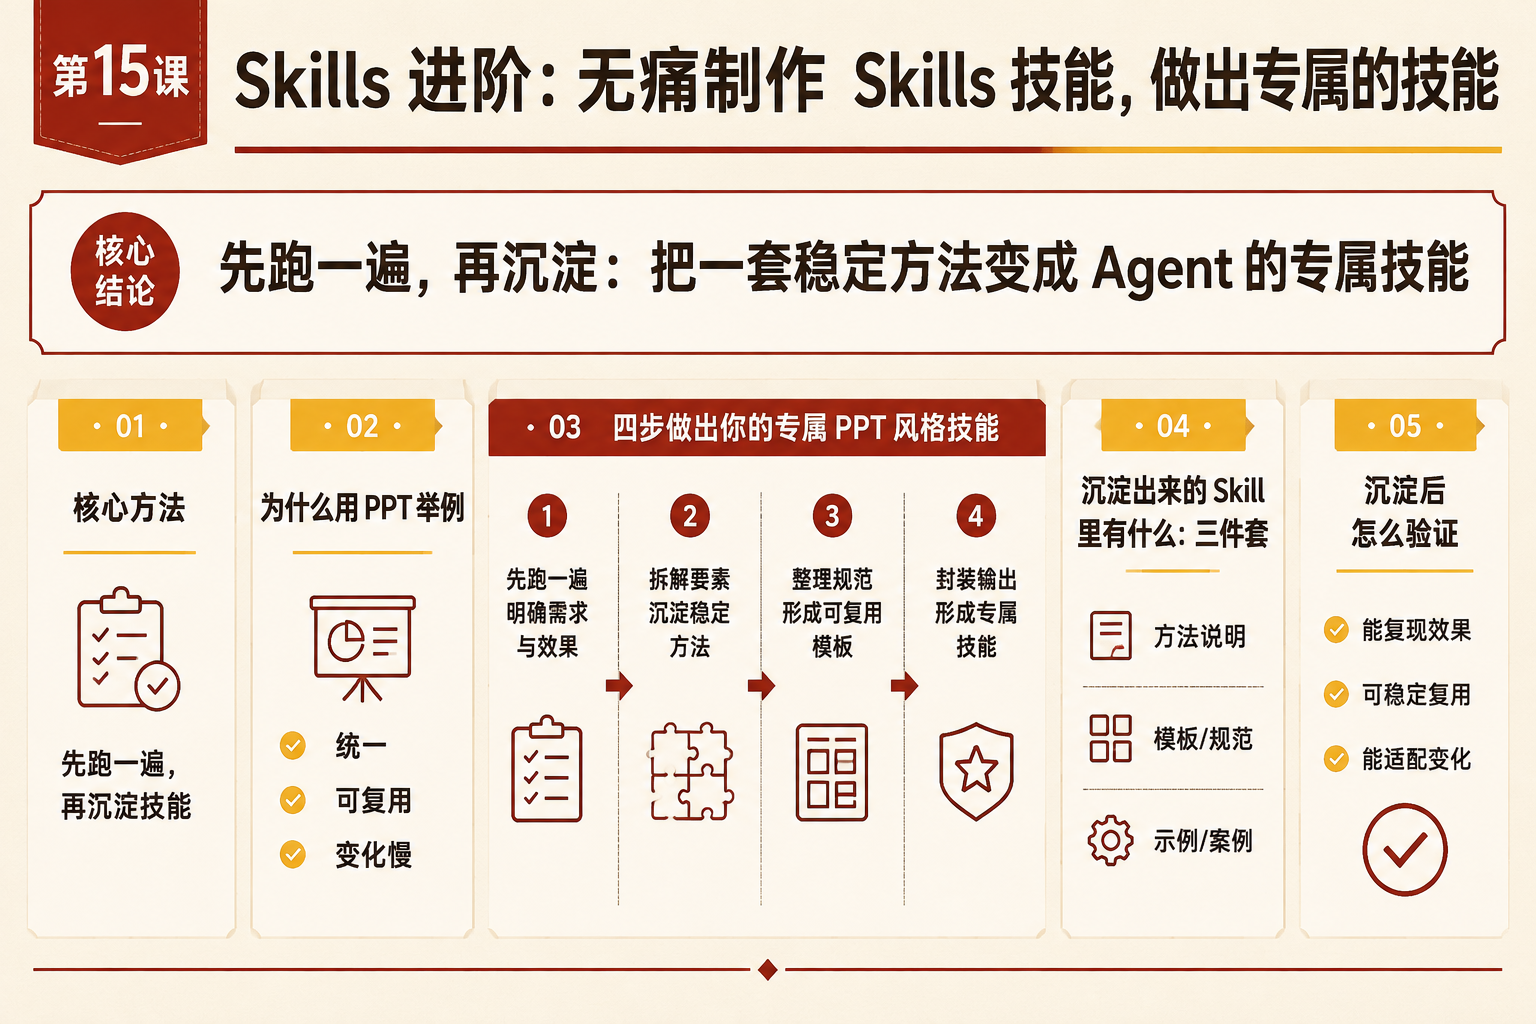 第15课
Skills 进阶：无痛制作 Skills 技能，做出专属的技能
核心
结论
先跑一遍，再沉淀：把一套稳定方法变成 Agent 的专属技能
· 01 ·
核心方法
先跑一遍，
再沉淀技能
· 02 ·
为什么用 PPT 举例
统一
可复用
变化慢
· 03 四步做出你的专属 PPT 风格技能
1
先跑一遍
明确需求
与效果
2
拆解要素
沉淀稳定
方法
3
整理规范
形成可复用
模板
4
封装输出
形成专属
技能
· 04 ·
沉淀出来的 Skill
里有什么：三件套
方法说明
模板/规范
示例/案例
· 05 ·
沉淀后
怎么验证
能复现效果
可稳定复用
能适配变化